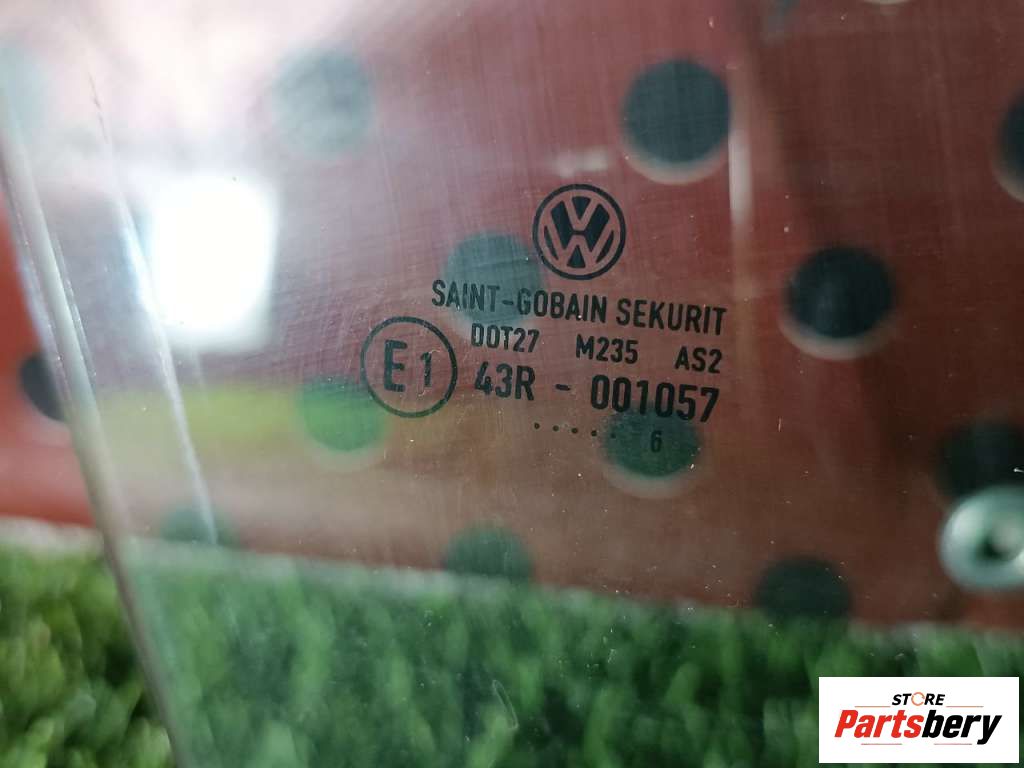 SAINT-GOBAIN SEKURIT
DOT27 M235 AS2
E1 43R - 001057
..... 6
STORE
Partsbery